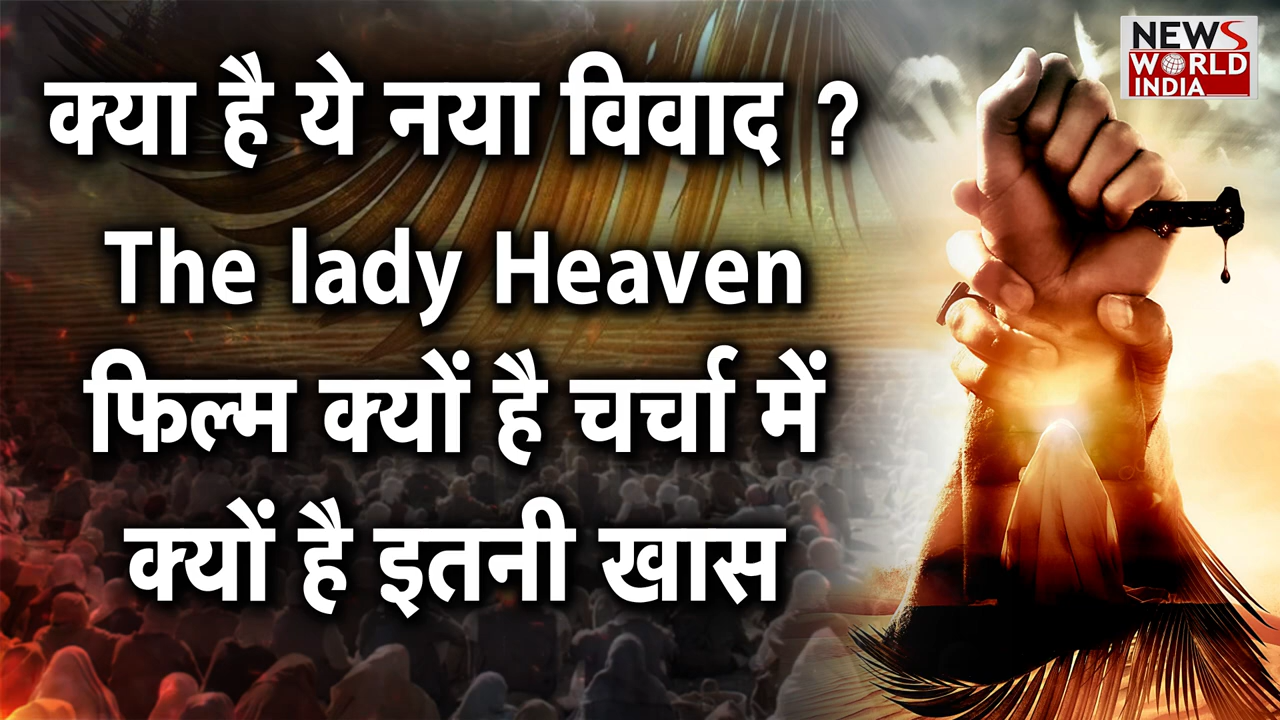 क्या है ये नया विवाद ?
The lady Heaven
फिल्म क्यों है चर्चा में
क्यों है इतनी खास
NEWS
WORLD
INDIA